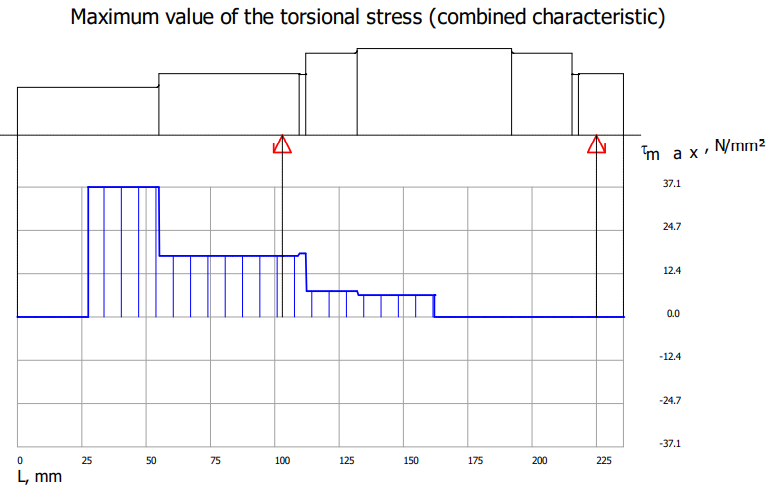 Maximum value of the torsional stress (combined characteristic)
τm a x , N/mm²
37.1
24.7
12.4
0.0
-12.4
-24.7
-37.1
0 25 50 75 100 125 150 175 200 225
L, mm